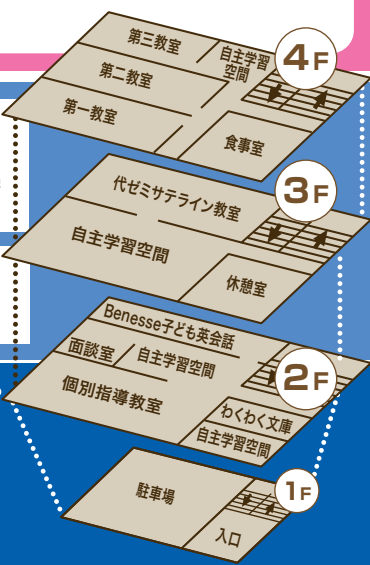 4F
第三教室
自主学習
空間
第二教室
第一教室
食事室
3F
代ゼミサテライン教室
自主学習空間
休憩室
2F
Benesse子ども英会話
面談室
自主学習空間
個別指導教室
わくわく文庫
自主学習空間
1F
駐車場
入口